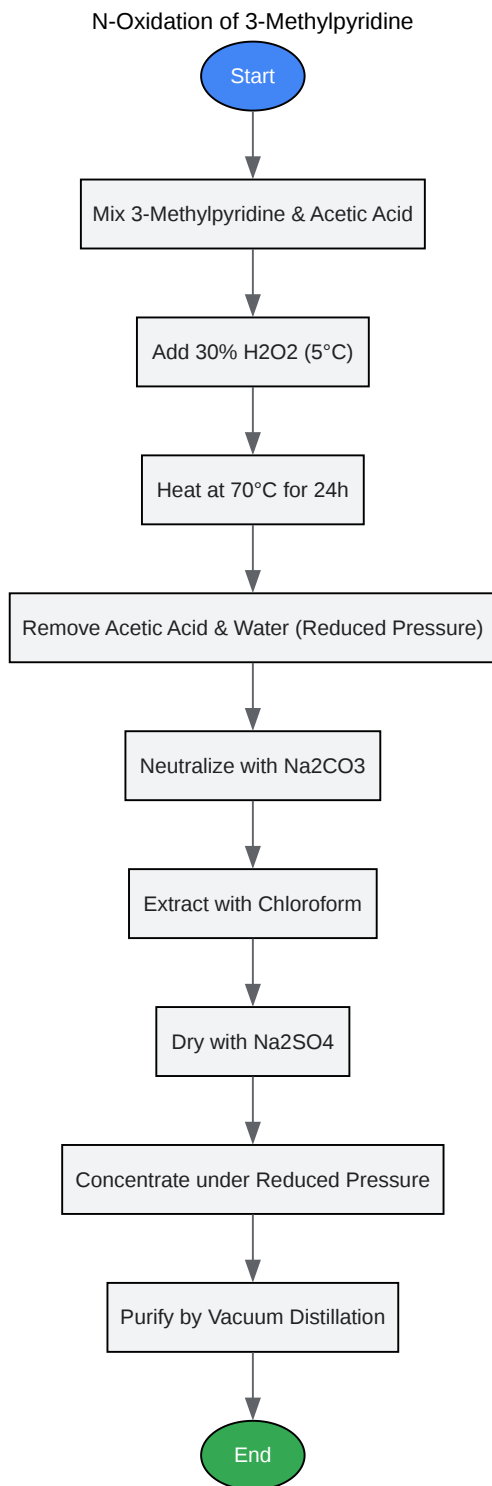 N-Oxidation of 3-Methylpyridine
Start
Mix 3-Methylpyridine & Acetic Acid
Add 30% H2O2 (5°C)
Heat at 70°C for 24h
Remove Acetic Acid & Water (Reduced Pressure)
Neutralize with Na2CO3
Extract with Chloroform
Dry with Na2SO4
Concentrate under Reduced Pressure
Purify by Vacuum Distillation
End